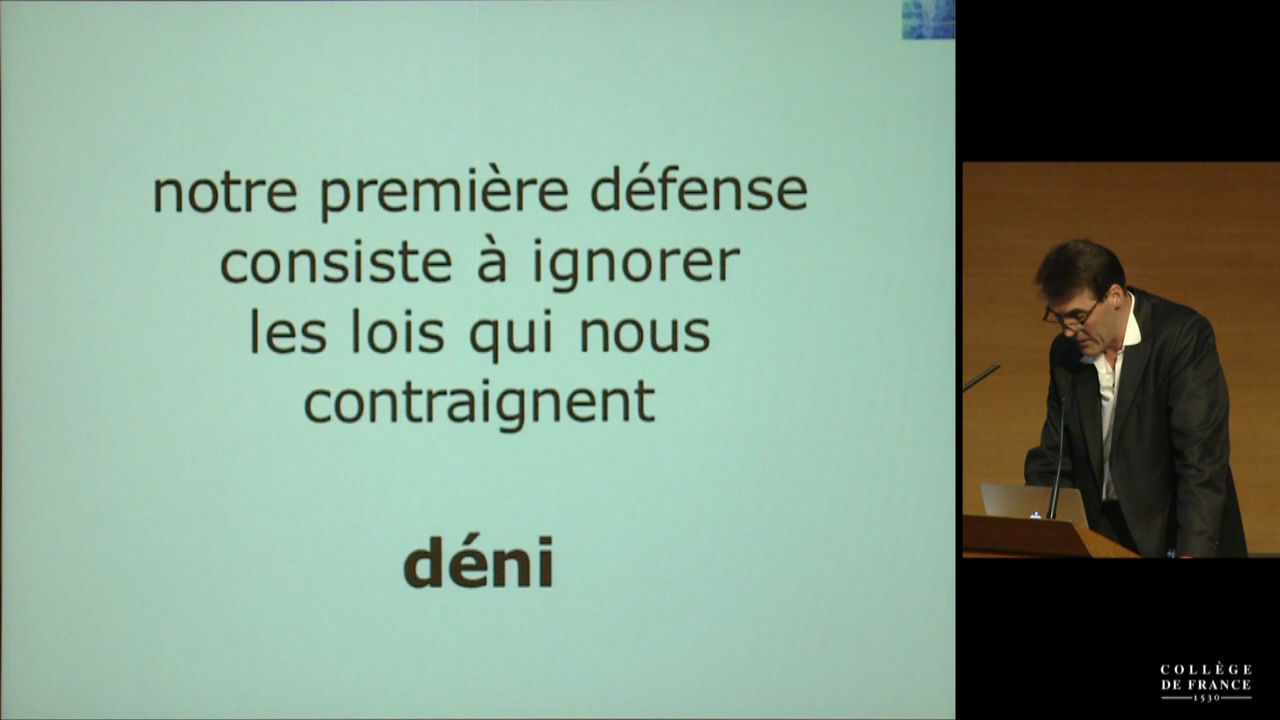 notre première défense
consiste à ignorer
les lois qui nous
contraignent
déni
COLLÈGE
DE FRANCE
1530